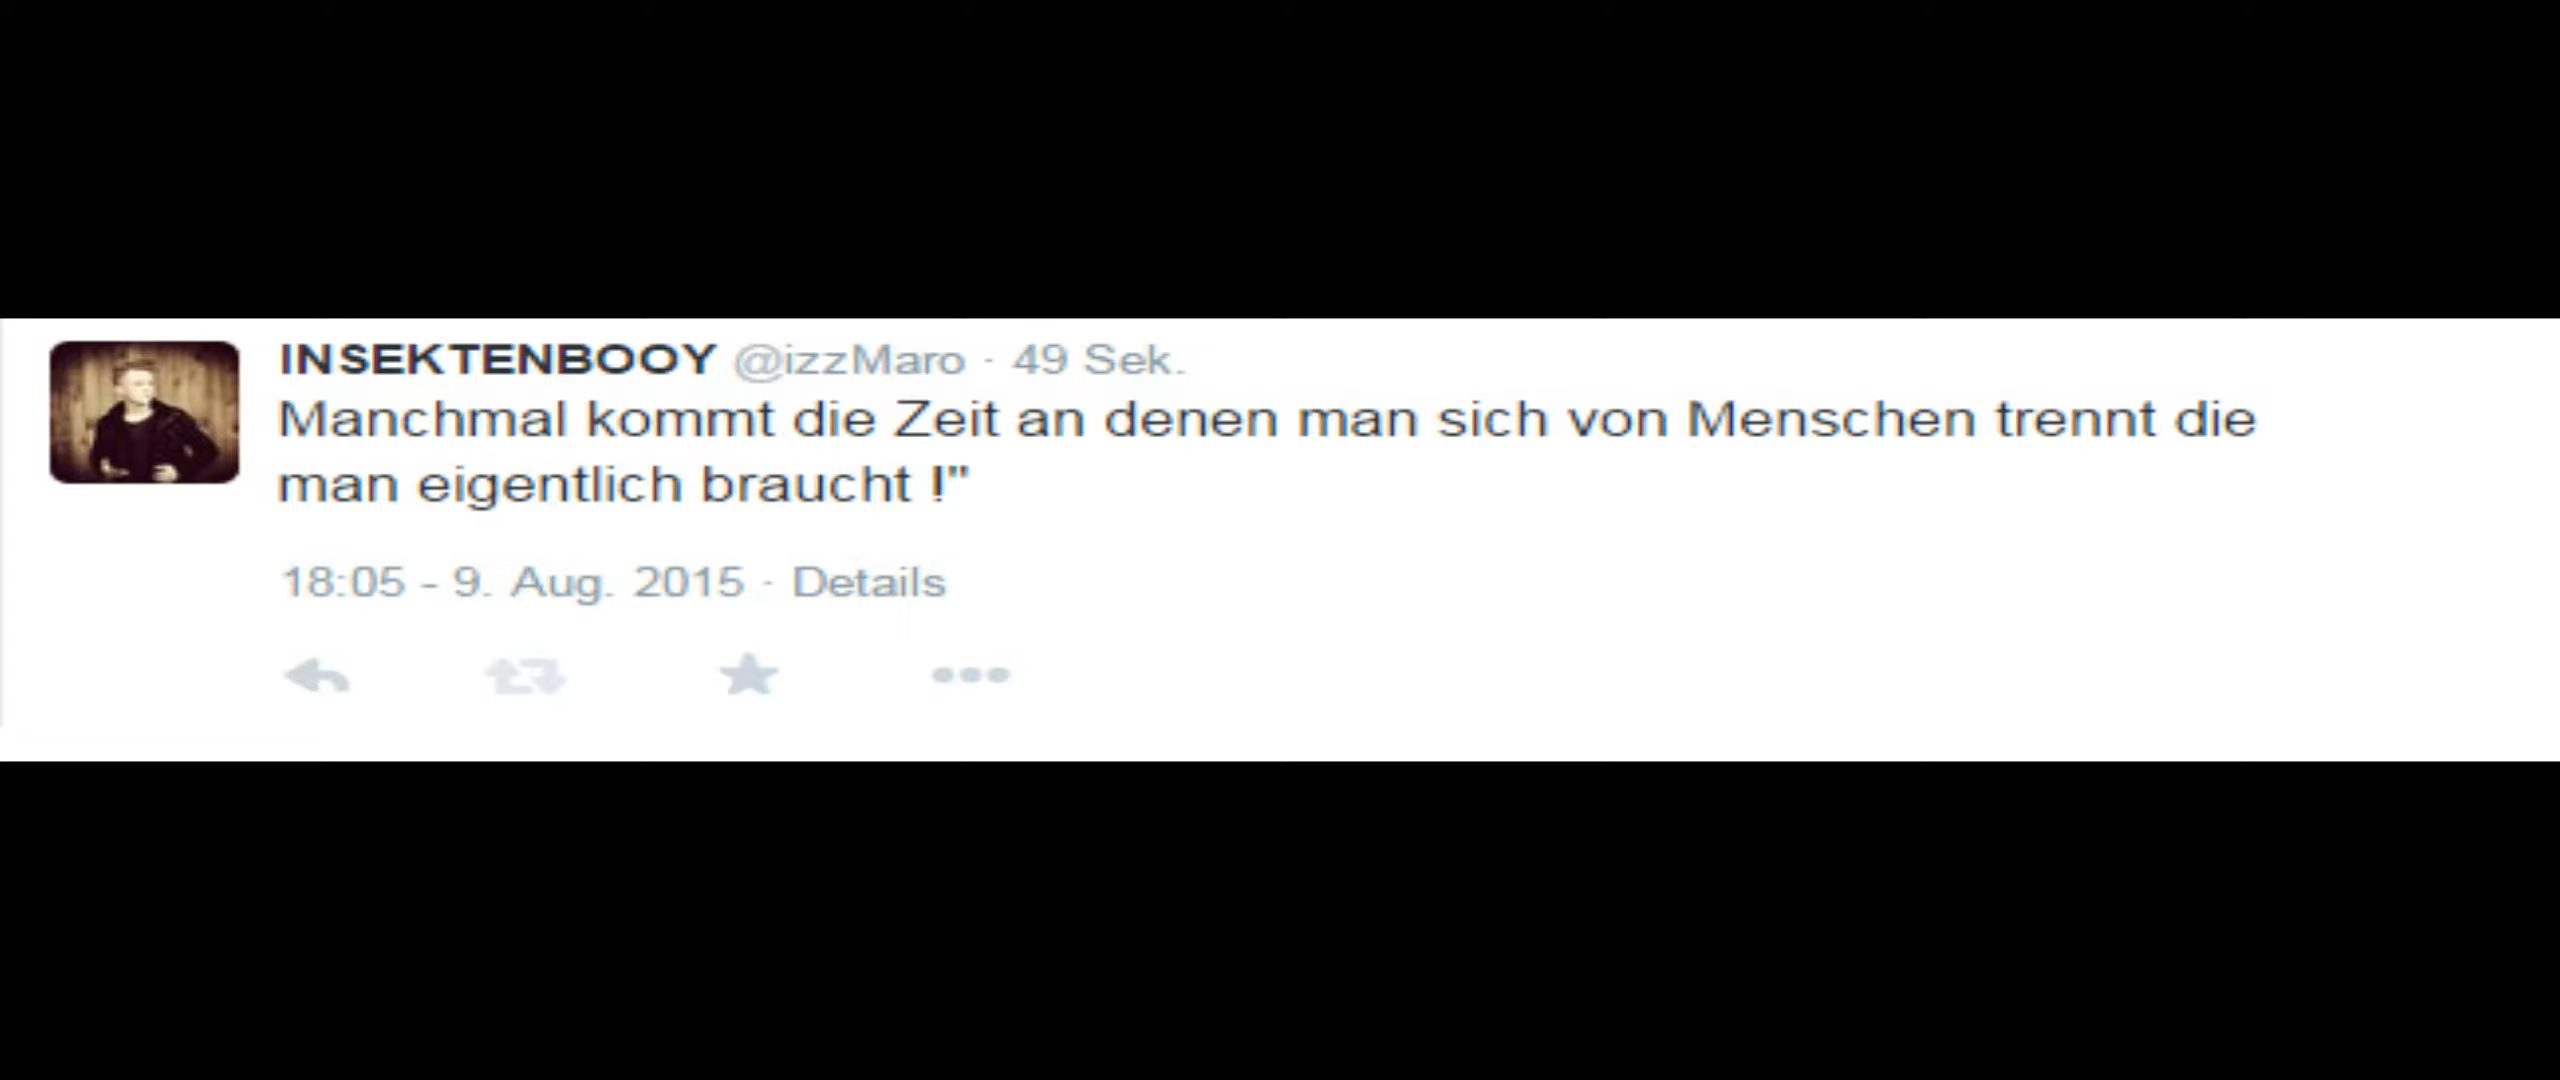 INSEKTENBOOY @izzMaro · 49 Sek.
Manchmal kommt die Zeit an denen man sich von Menschen trennt die
man eigentlich braucht !"
18:05 - 9. Aug. 2015 · Details